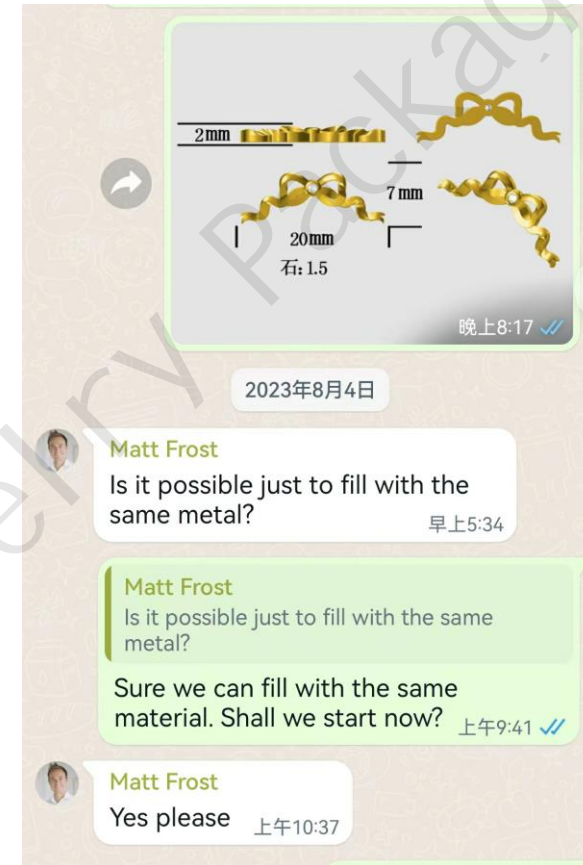 2mm
7mm
20mm
石: 1.5
晚上8:17
2023年8月4日
Matt Frost
Is it possible just to fill with the
same metal?
早上5:34
Matt Frost
Is it possible just to fill with the same
metal?
Sure we can fill with the same
material. Shall we start now?
上午9:41
Matt Frost
Yes please
上午10:37